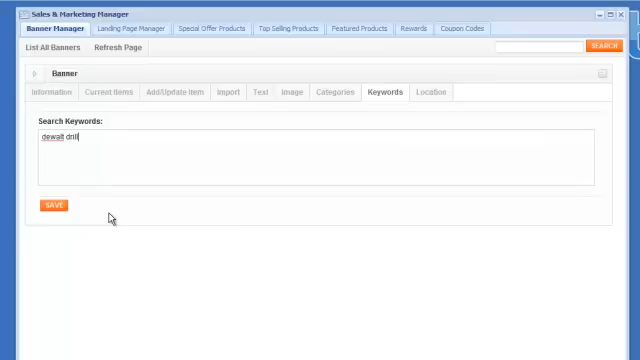 Sales & Marketing Manager
Banner Manager Landing Page Manager Special Offer Products Top Selling Products Featured Products Rewards Coupon Codes
List All Banners Refresh Page SEARCH
Banner
Information Current Items Add/Update Item Import Text Image Categories Keywords Location
Search Keywords:
dewalt drill
SAVE